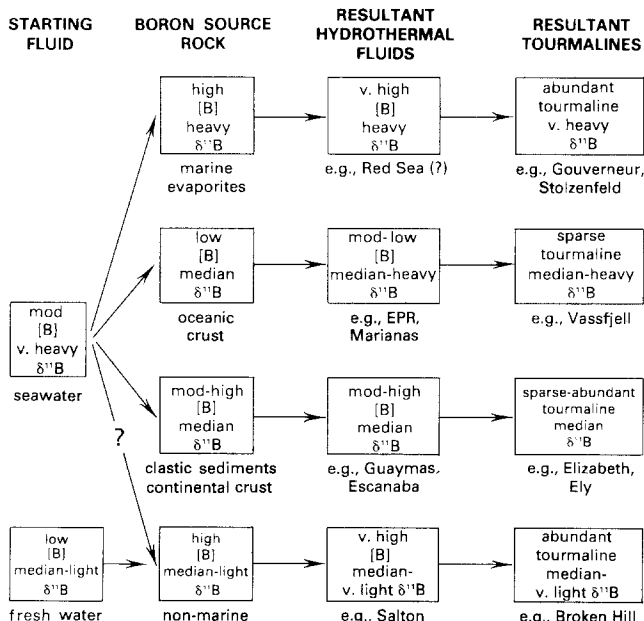 STARTING
FLUID
BORON SOURCE
ROCK
RESULTANT
HYDROTHERMAL
FLUIDS
RESULTANT
TOURMALINES
high
[B]
heavy
δ¹¹B
marine
evaporites
v. high
[B]
heavy
δ¹¹B
e.g., Red Sea (?)
abundant
tourmaline
v. heavy
δ¹¹B
e.g., Gouverneur,
Stolzenfeld
mod
[B]
v. heavy
δ¹¹B
seawater
low
[B]
median
δ¹¹B
oceanic
crust
mod-low
[B]
median-heavy
δ¹¹B
e.g., EPR,
Marianas
sparse
tourmaline
median-heavy
δ¹¹B
e.g., Vassfjell
?
mod-high
[B]
median
δ¹¹B
clastic sediments
continental crust
mod-high
[B]
median
δ¹¹B
e.g., Guaymas,
Escanaba
sparse-abundant
tourmaline
median
δ¹¹B
e.g., Elizabeth,
Ely
low
[B]
median-light
δ¹¹B
fresh water
high
[B]
median-light
δ¹¹B
non-marine
v. high
[B]
median-
v. light δ¹¹B
e.g., Salton
abundant
tourmaline
median-
v. light δ¹¹B
e.g., Broken Hill